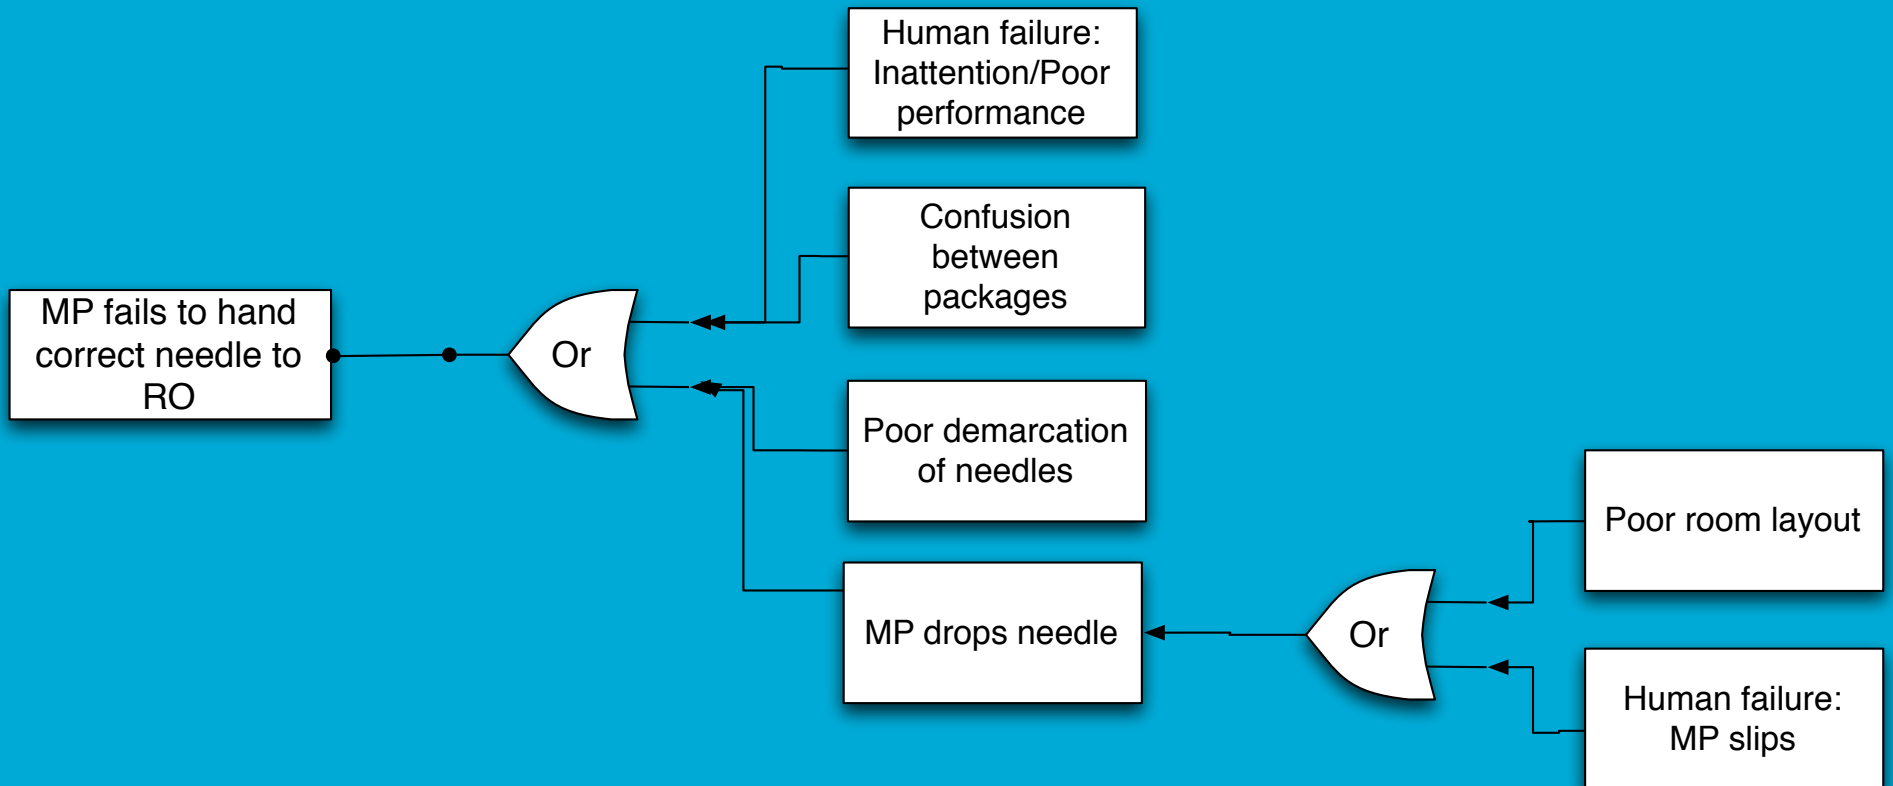 Human failure:
Inattention/Poor
performance
Confusion
between
packages
MP fails to hand
correct needle to
RO
Or
Poor demarcation
of needles
MP drops needle
Or
Poor room layout
Human failure:
MP slips